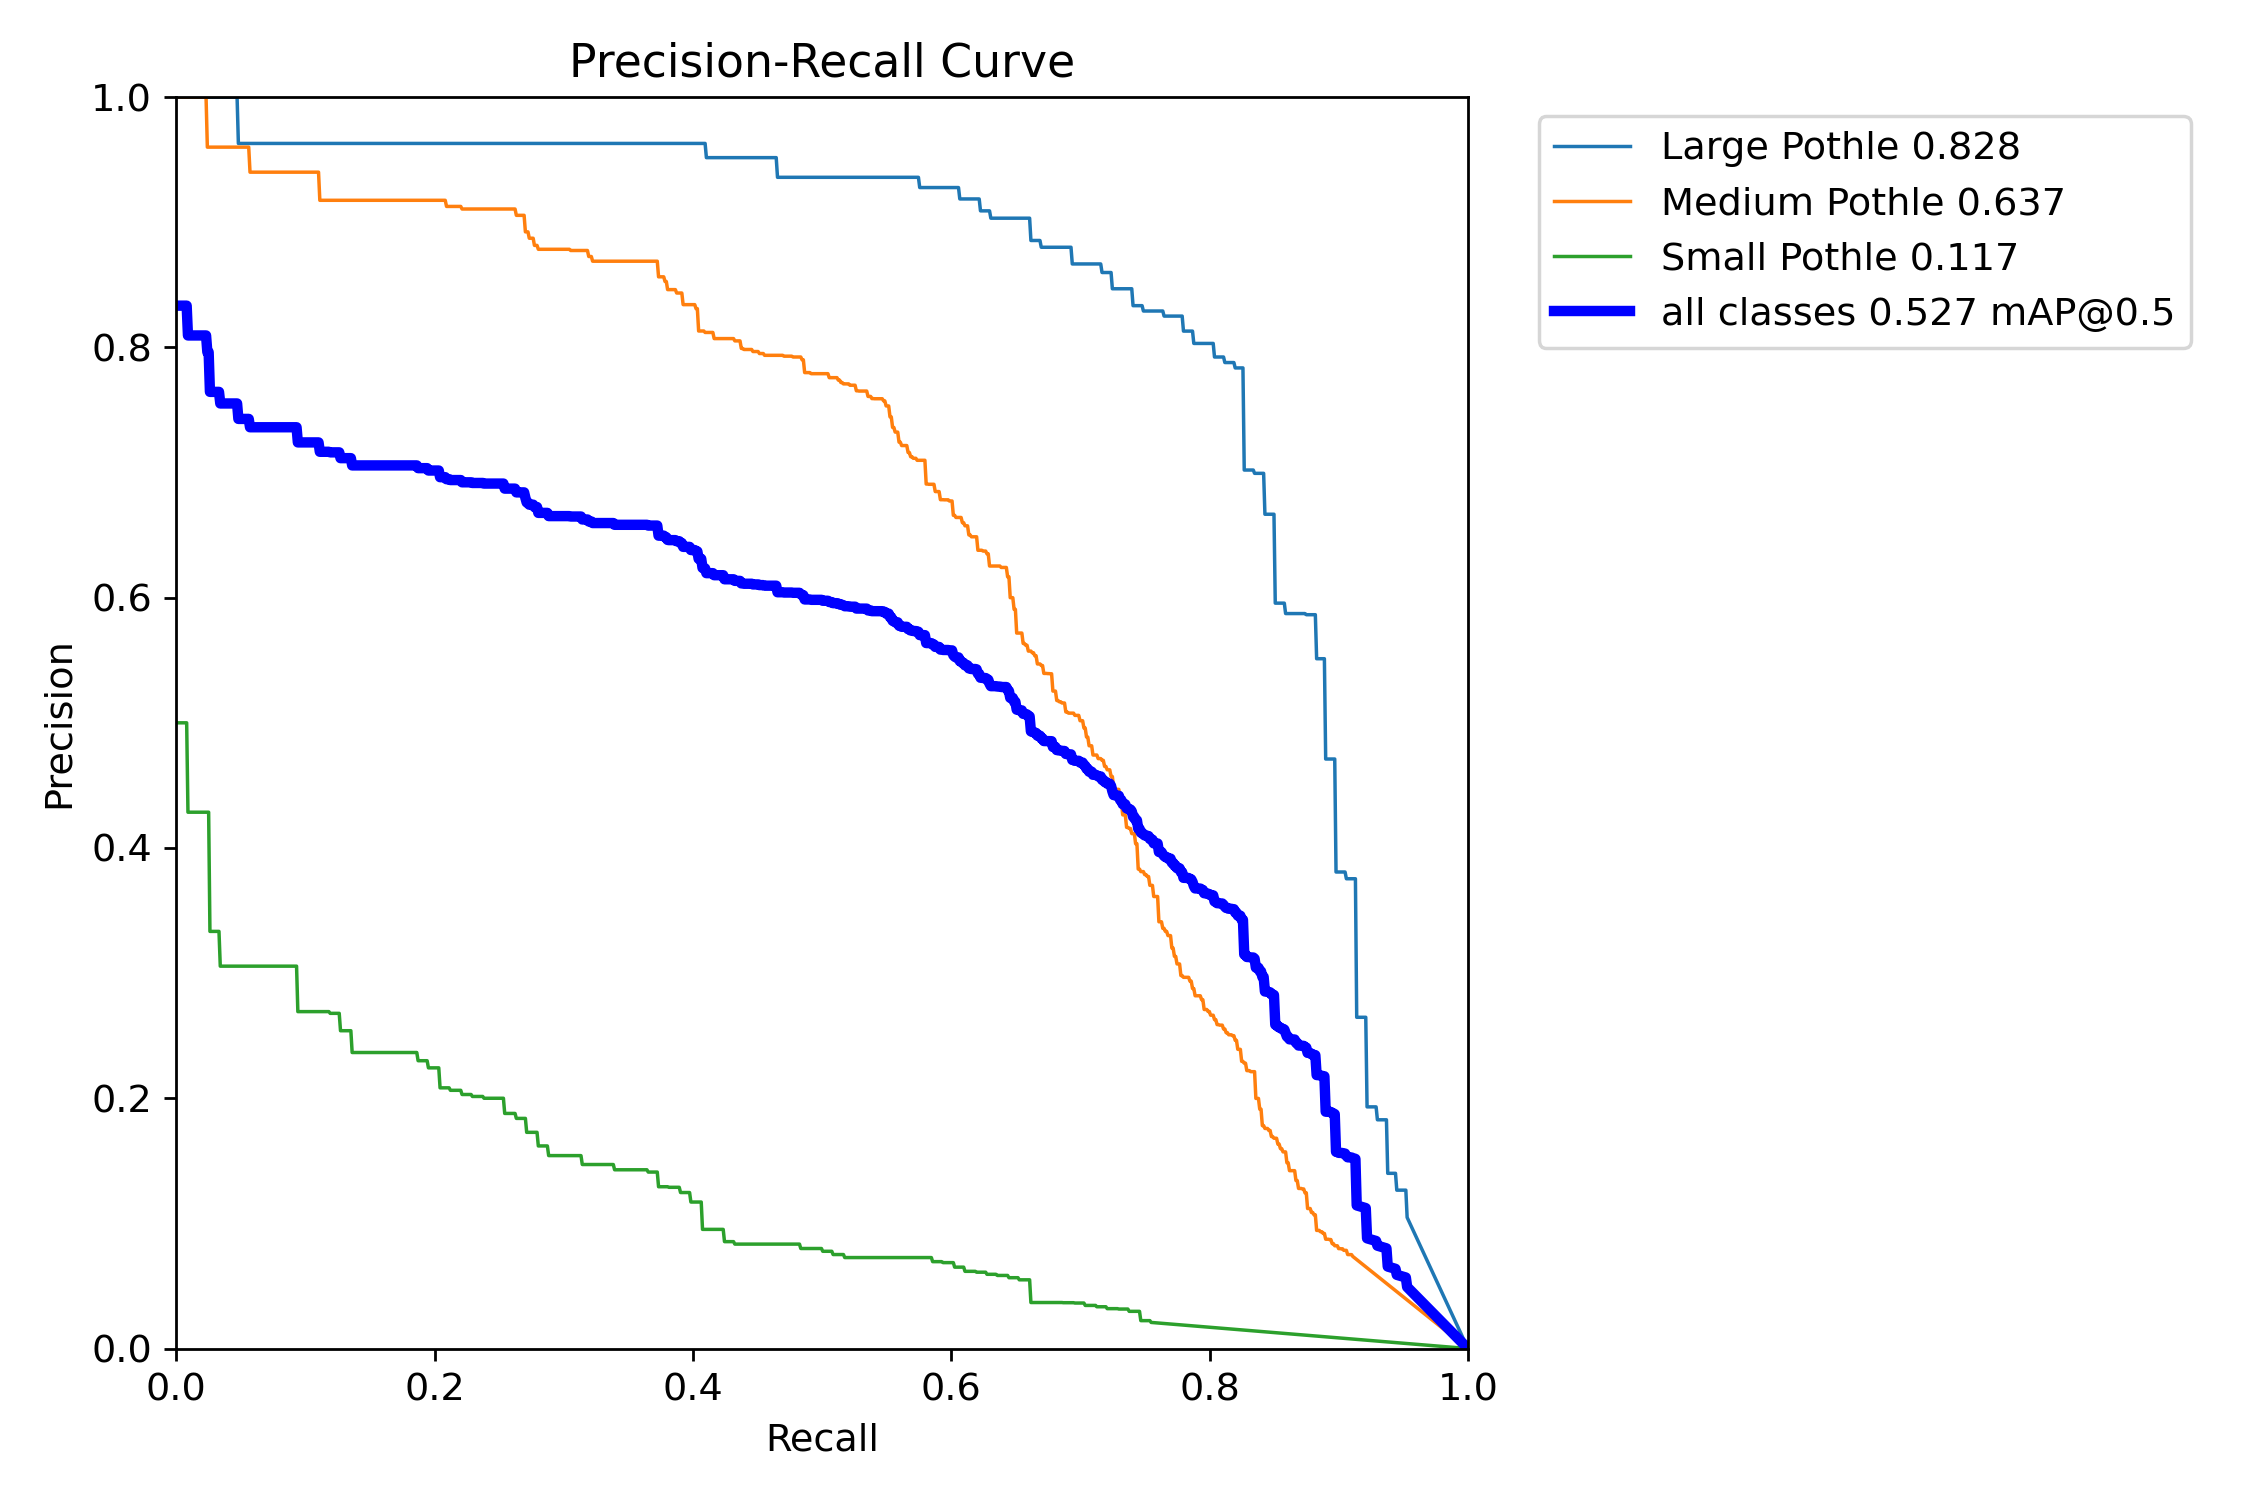 Precision-Recall Curve
1.0
0.8
0.6
0.4
0.2
0.0
Precision
0.0 0.2 0.4 0.6 0.8 1.0
Recall
Large Pothle 0.828
Medium Pothle 0.637
Small Pothle 0.117
all classes 0.527 mAP@0.5